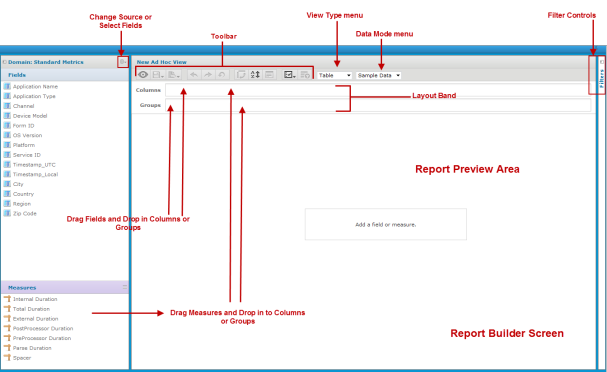 Change Source or
Select Fields
Toolbar
View Type menu
Data Mode menu
Filter Controls
Domain: Standard Metrics
New Ad Hoc View
Fields
Table
Sample Data
Filters
Application Name
Application Type
Channel
Device Model
Form ID
OS Version
Platform
Service ID
Timestamp_UTC
Timestamp_Local
City
Country
Region
Zip Code
Columns
Groups
Layout Band
Report Preview Area
Drag Fields and Drop in Columns or
Groups
Add a field or measure.
Measures
Internal Duration
Total Duration
External Duration
PostProcessor Duration
PreProcessor Duration
Parse Duration
Spacer
Drag Measures and Drop in to Columns
or Groups
Report Builder Screen